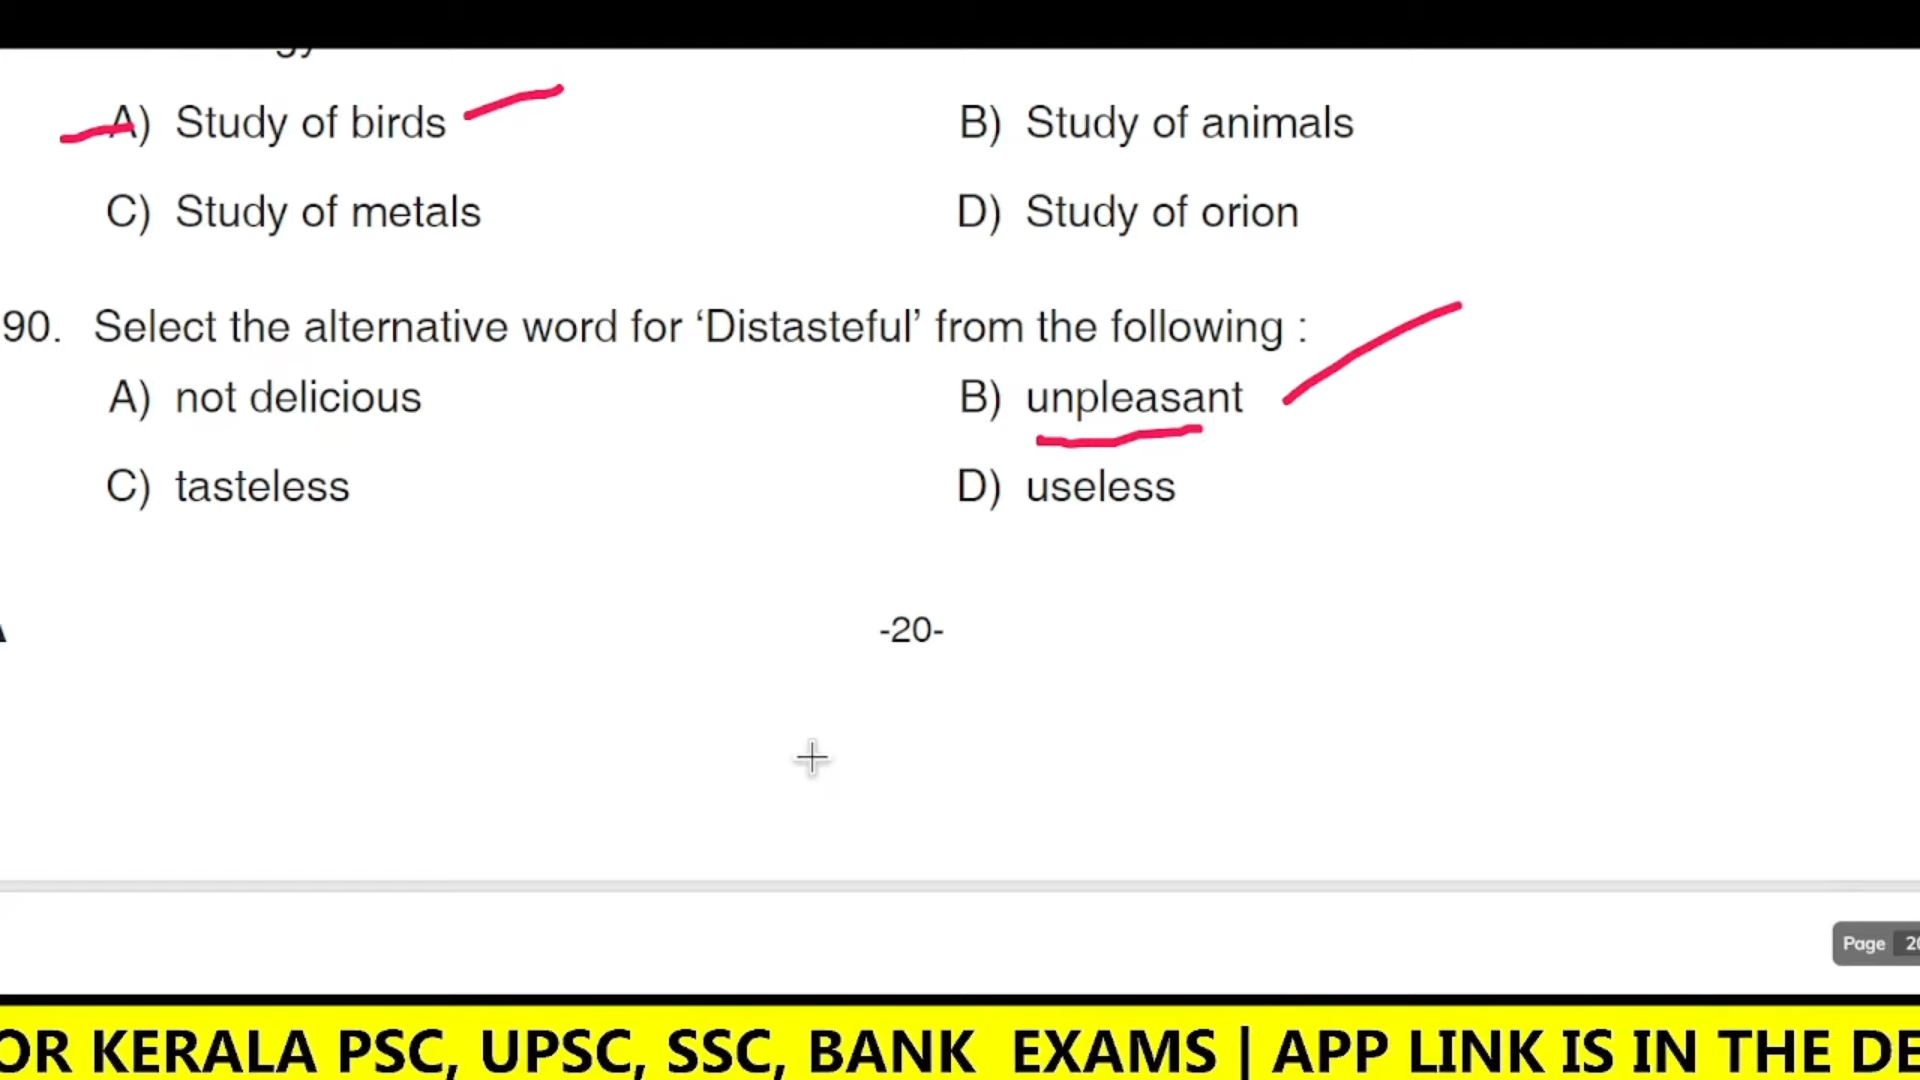 gy
A) Study of birds B) Study of animals
C) Study of metals D) Study of orion
90. Select the alternative word for ‘Distasteful’ from the following :
A) not delicious B) unpleasant
C) tasteless D) useless
-20-
Page 20
OR KERALA PSC, UPSC, SSC, BANK EXAMS | APP LINK IS IN THE DE